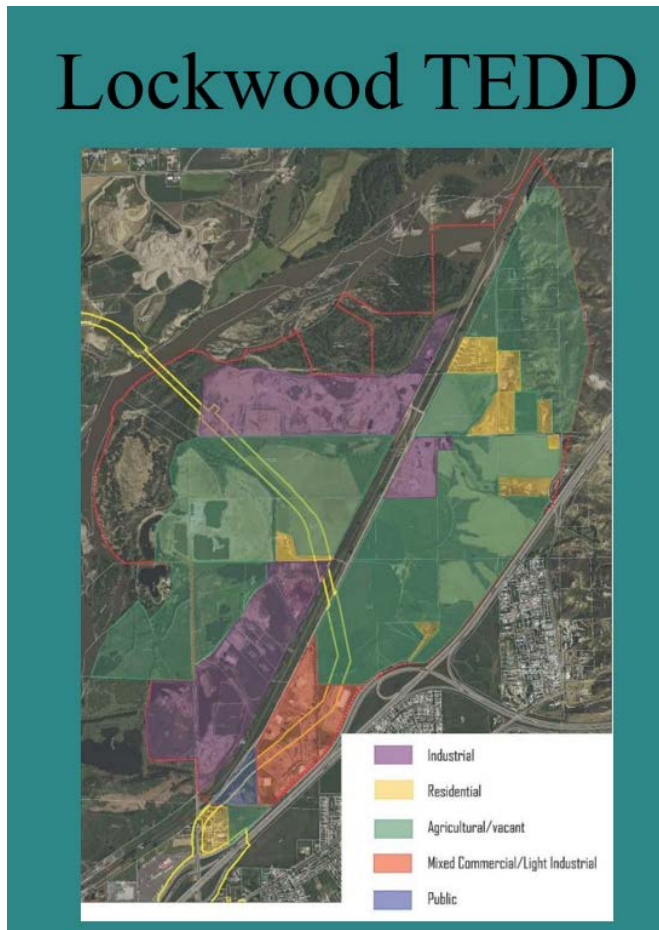 Lockwood TEDD
Industrial
Residential
Agricultural/vacant
Mixed Commercial/Light Industrial
Public